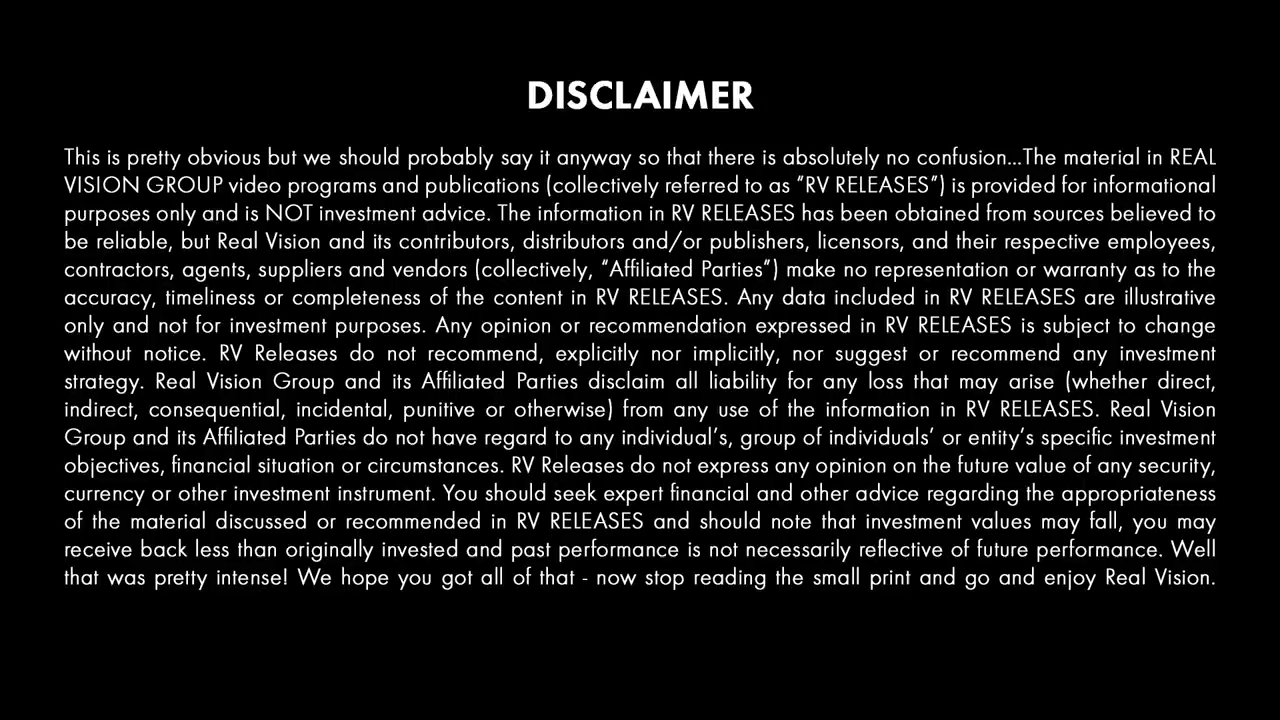 DISCLAIMER
This is pretty obvious but we should probably say it anyway so that there is absolutely no confusion...The material in REAL
VISION GROUP video programs and publications (collectively referred to as “RV RELEASES”) is provided for informational
purposes only and is NOT investment advice. The information in RV RELEASES has been obtained from sources believed to
be reliable, but Real Vision and its contributors, distributors and/or publishers, licensors, and their respective employees,
contractors, agents, suppliers and vendors (collectively, “Affiliated Parties”) make no representation or warranty as to the
accuracy, timeliness or completeness of the content in RV RELEASES. Any data included in RV RELEASES are illustrative
only and not for investment purposes. Any opinion or recommendation expressed in RV RELEASES is subject to change
without notice. RV Releases do not recommend, explicitly nor implicitly, nor suggest or recommend any investment
strategy. Real Vision Group and its Affiliated Parties disclaim all liability for any loss that may arise (whether direct,
indirect, consequential, incidental, punitive or otherwise) from any use of the information in RV RELEASES. Real Vision
Group and its Affiliated Parties do not have regard to any individual’s, group of individuals’ or entity’s specific investment
objectives, financial situation or circumstances. RV Releases do not express any opinion on the future value of any security,
currency or other investment instrument. You should seek expert financial and other advice regarding the appropriateness
of the material discussed or recommended in RV RELEASES and should note that investment values may fall, you may
receive back less than originally invested and past performance is not necessarily reflective of future performance. Well
that was pretty intense! We hope you got all of that - now stop reading the small print and go and enjoy Real Vision.